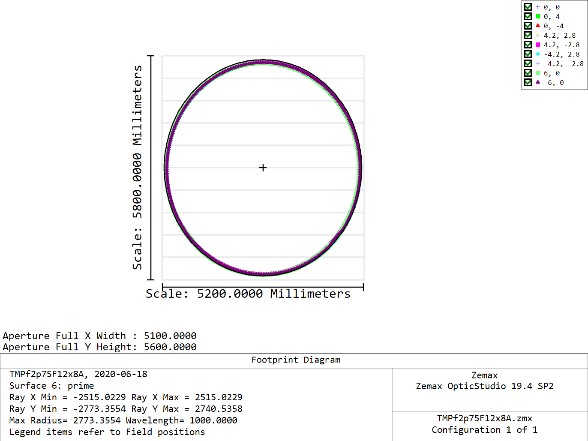 0, 0
0, 4
0, -4
4.2, 2.8
4.2, -2.8
-4.2, 2.8
4.2, 2.8
6, 0
6, 0
Scale: 5800.0000 Millimeters
Scale: 5200.0000 Millimeters
Aperture Full X Width : 5100.0000
Aperture Full Y Height: 5600.0000
Footprint Diagram
TMPf2p75F12x8A, 2020-06-18
Surface 6: prime
Ray X Min = -2515.0229 Ray X Max = 2515.0229
Ray Y Min = -2773.3554 Ray Y Max = 2740.5358
Max Radius= 2773.3554 Wavelength= 1000.0000
Legend items refer to Field positions
Zemax
Zemax OpticStudio 19.4 SP2
TMPf2p75F12x8A.zmx
Configuration 1 of 1